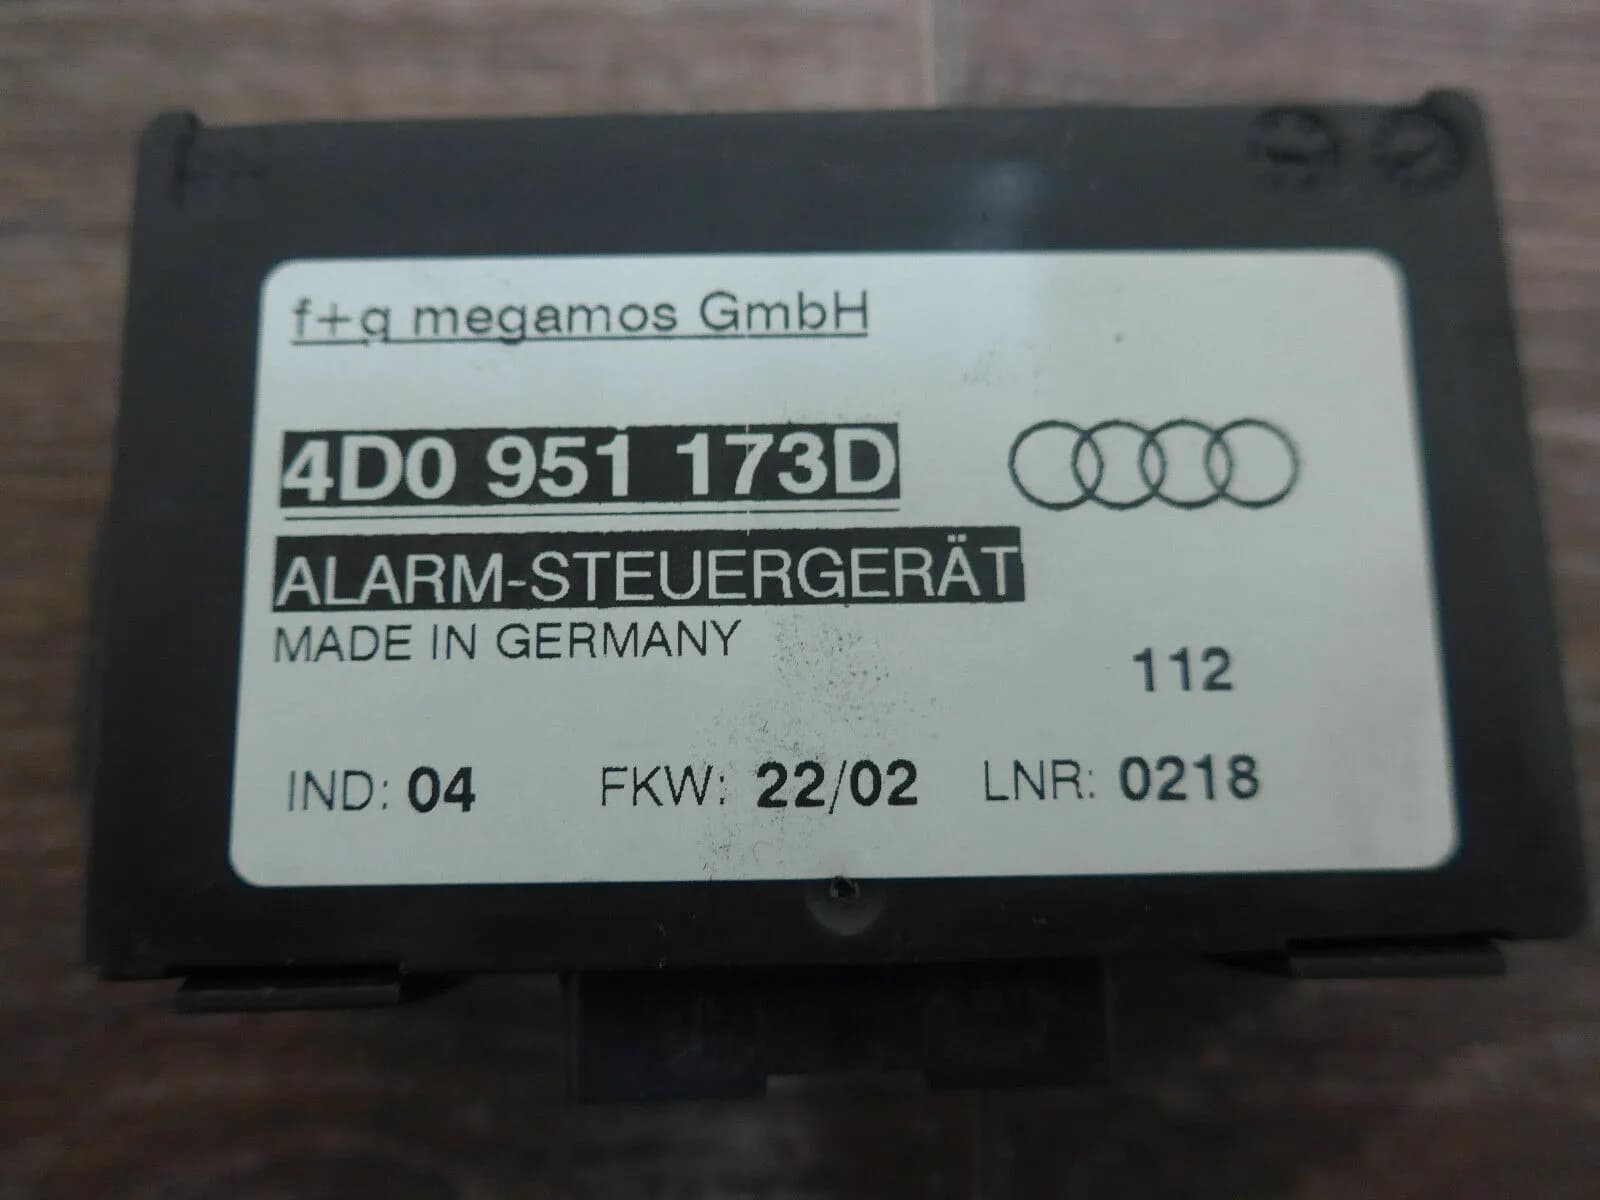 f+g megamos GmbH
4D0 951 173D
ALARM-STEUERGERÄT
MADE IN GERMANY
112
IND: 04 FKW: 22/02 LNR: 0218